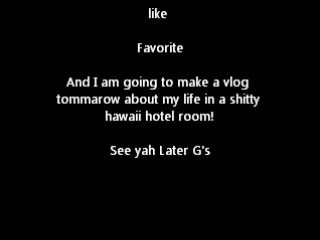 like
Favorite
And I am going to make a vlog
tommarow about my life in a shitty
hawaii hotel room!
See yah Later G's